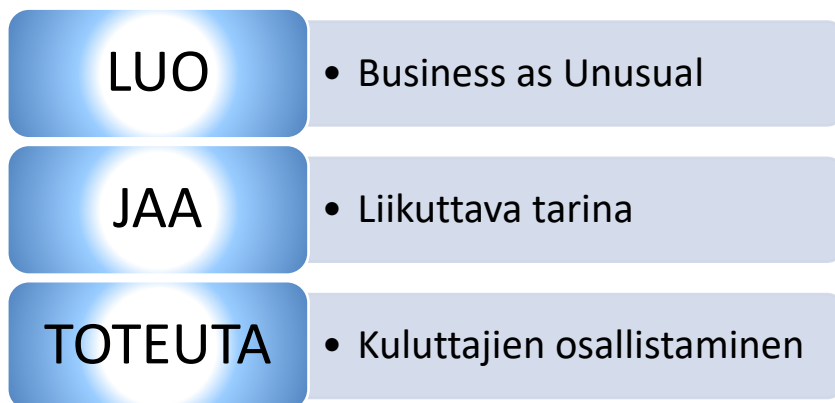 LUO
• Business as Unusual
JAA
• Liikuttava tarina
TOTEUTA
• Kuluttajien osallistaminen